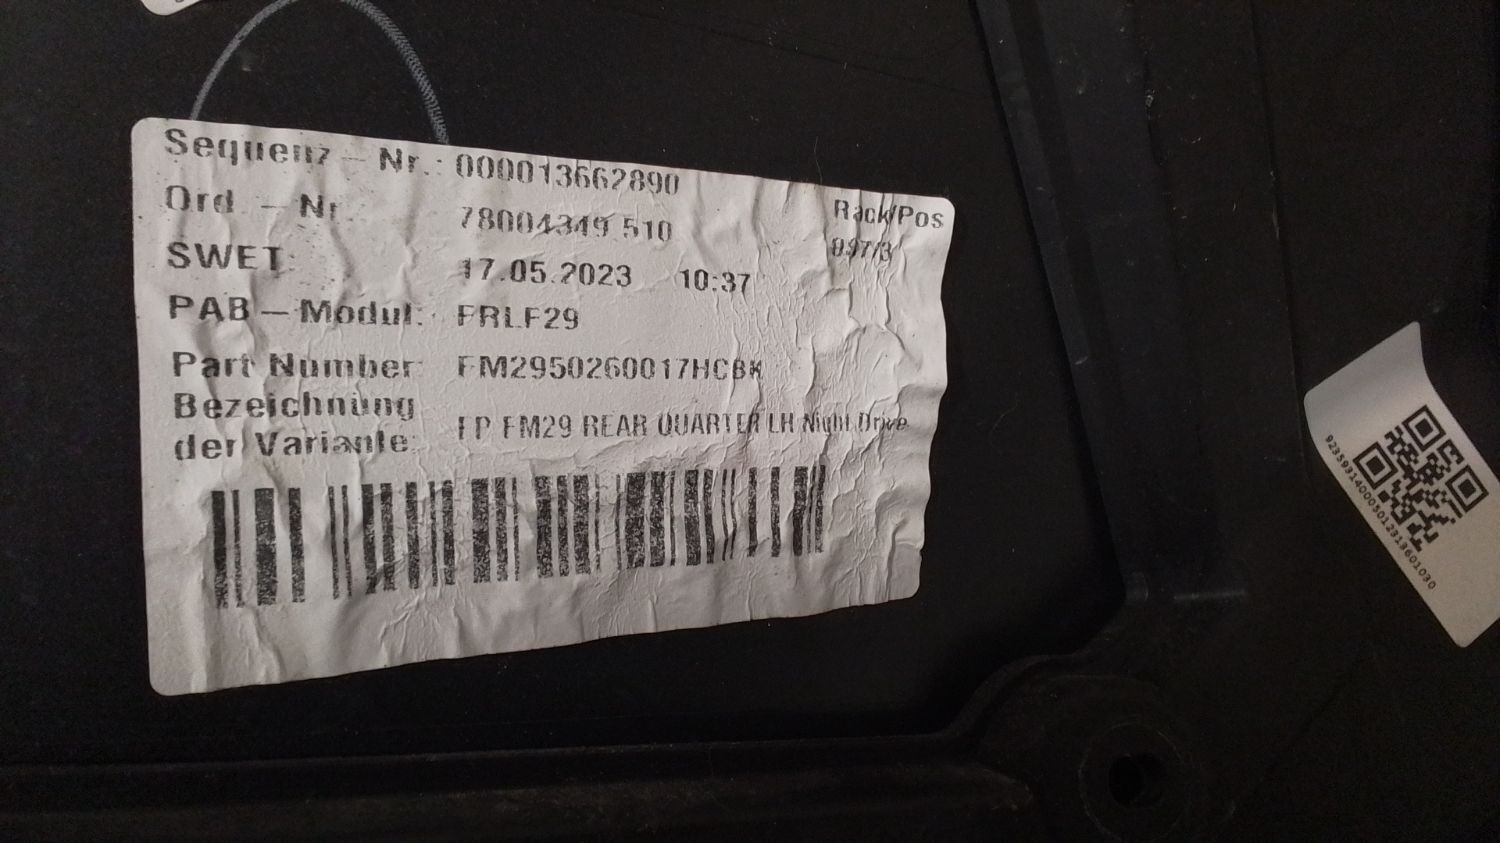 Sequenz - Nr.: 000013662890
Ord - Nr. 78004349 510 Rack/Pos
SWET: 17.05.2023 10:37
PAB - Modul: FRLF29
Part Number: FM2950260017HCBK
Bezeichnung
der Variante: FP FM29 REAR QUARTER LH Night Drive